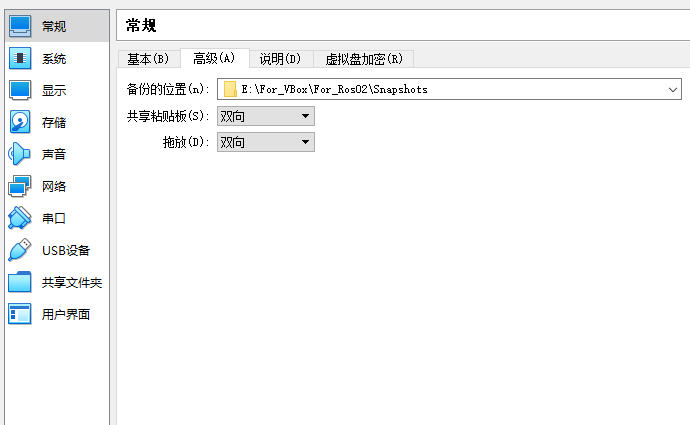 常规
系统
显示
存储
声音
网络
串口
USB设备
共享文件夹
用户界面
常规
基本(B) 高级(A) 说明(D) 虚拟盘加密(R)
备份的位置(n): E:\For_VBox\For_Ros02\Snapshots
共享粘贴板(S): 双向
拖放(D): 双向